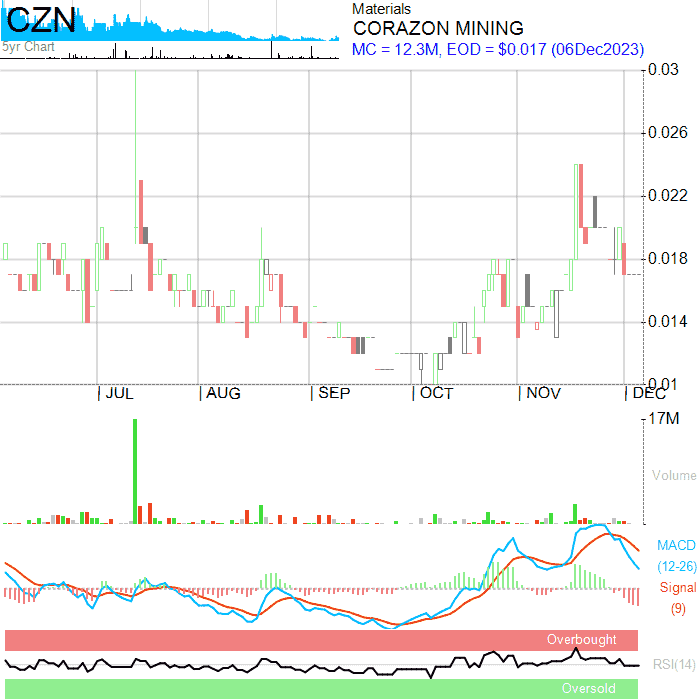 CZN
5yr Chart
Materials
CORAZON MINING
MC = 12.3M, EOD = $0.017 (06Dec2023)
0.03
0.026
0.022
0.018
0.014
0.01
JUL AUG SEP OCT NOV DEC
17M
Volume
MACD
(12-26)
Signal
(9)
Overbought
RSI(14)
Oversold